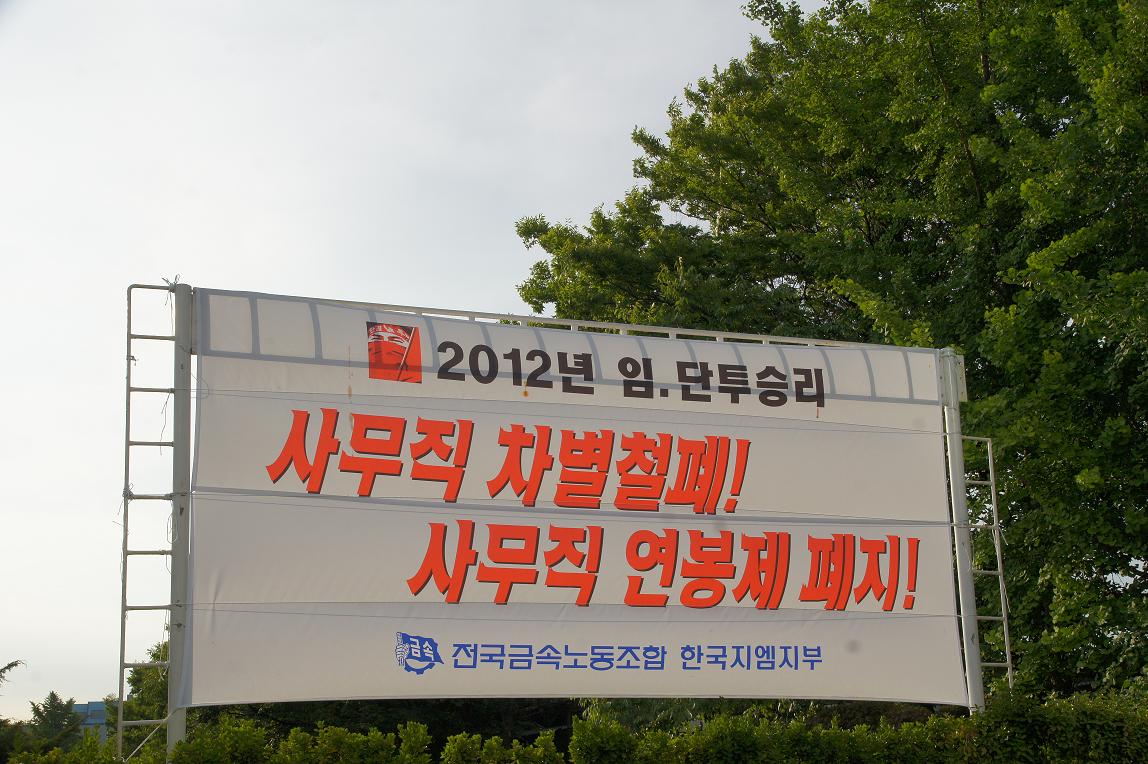 2012년 임.단투승리
사무직 차별철폐!
사무직 연봉제 폐지!
금속 전국금속노동조합 한국지엠지부